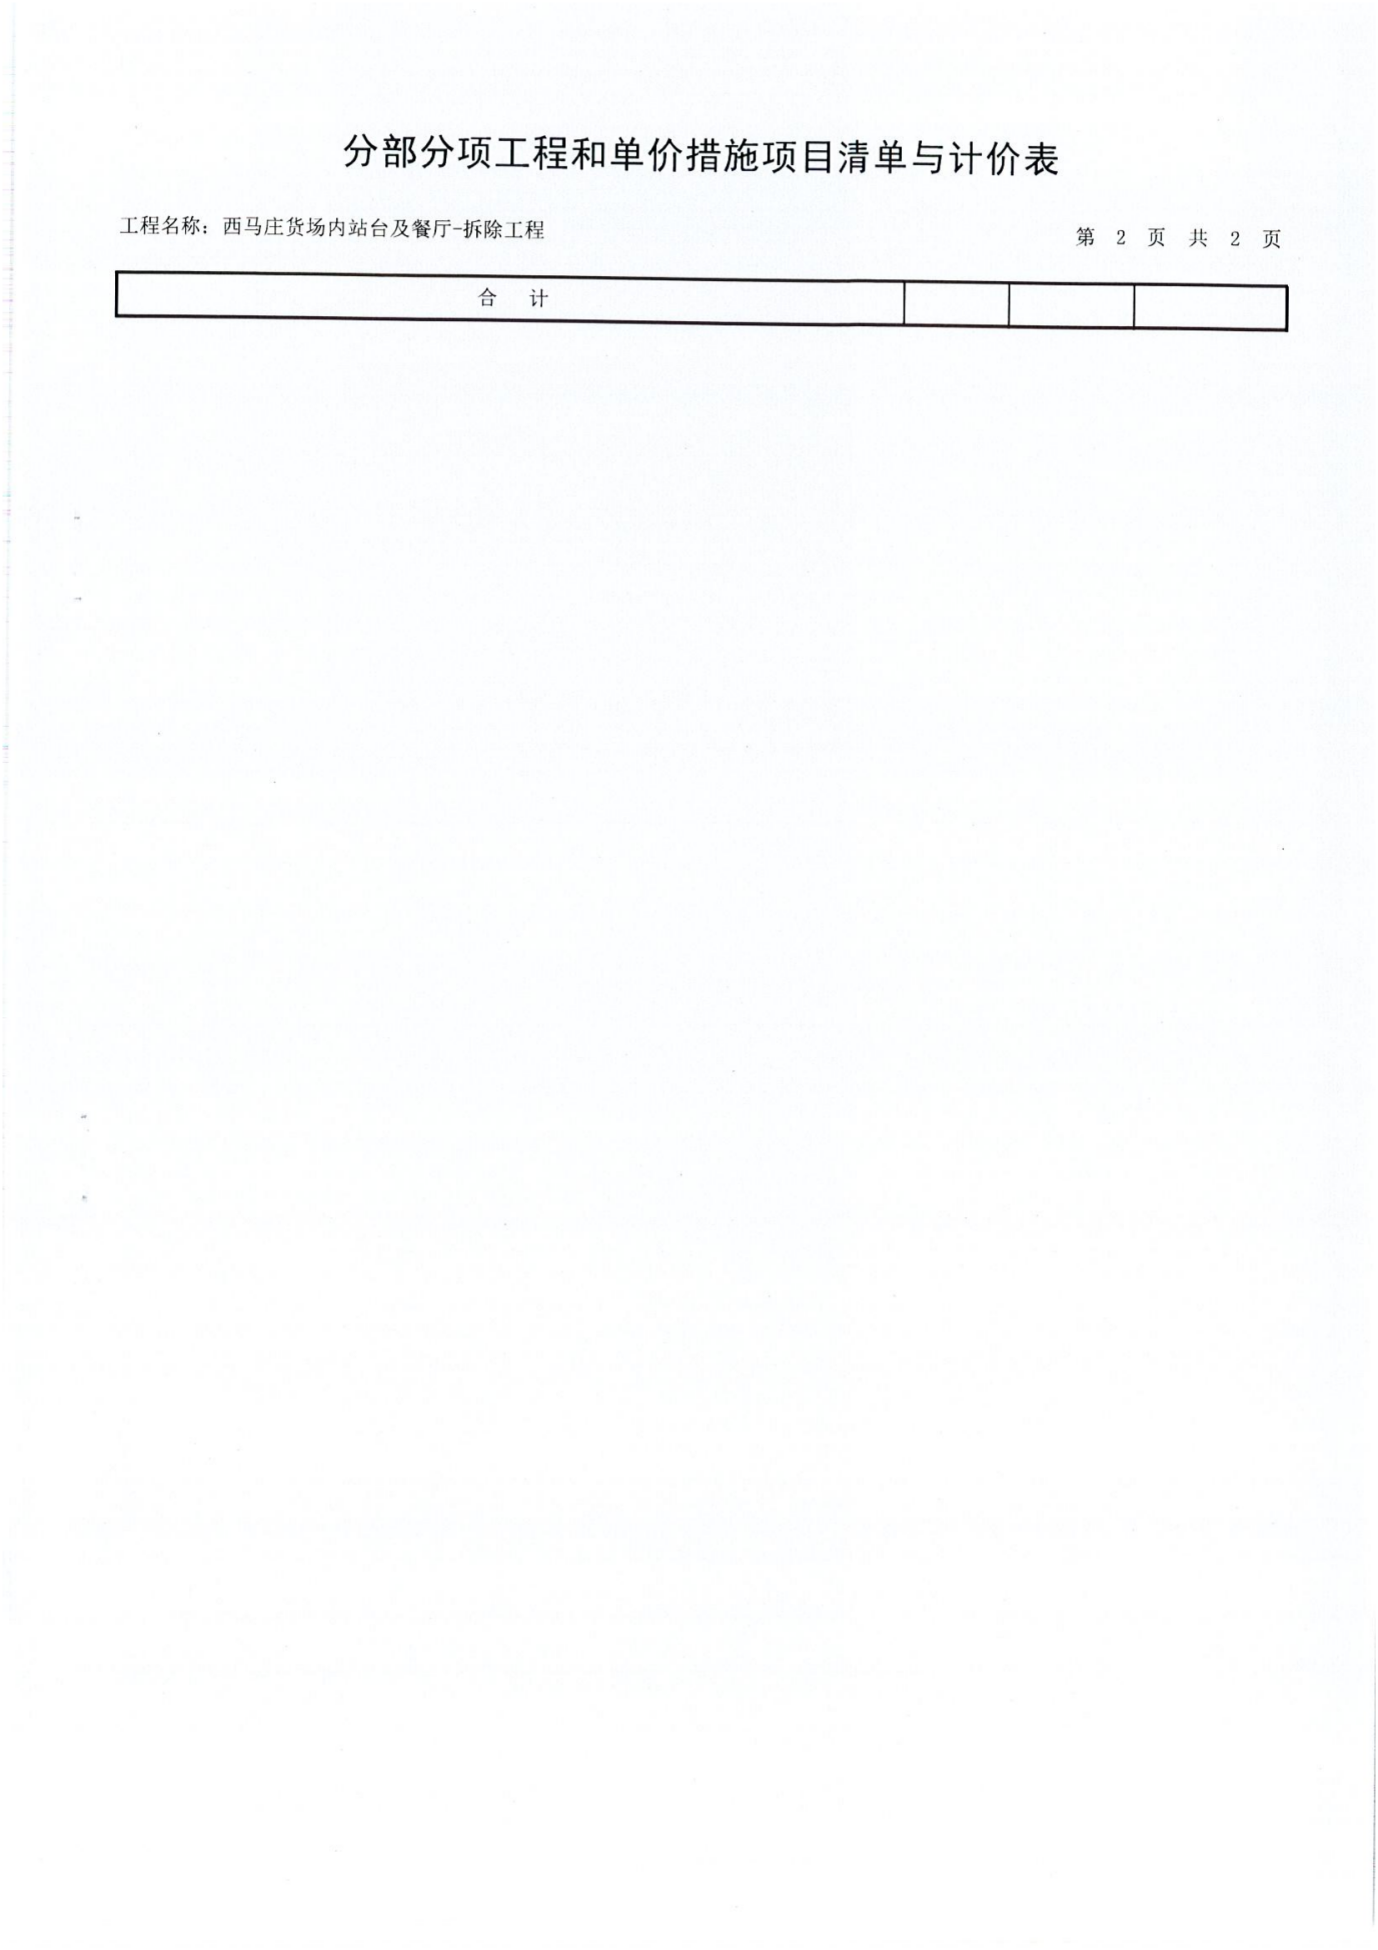 分部分项工程和单价措施项目清单与计价表
工程名称：西马庄货场内站台及餐厅-拆除工程
第 2 页 共 2 页
合 计